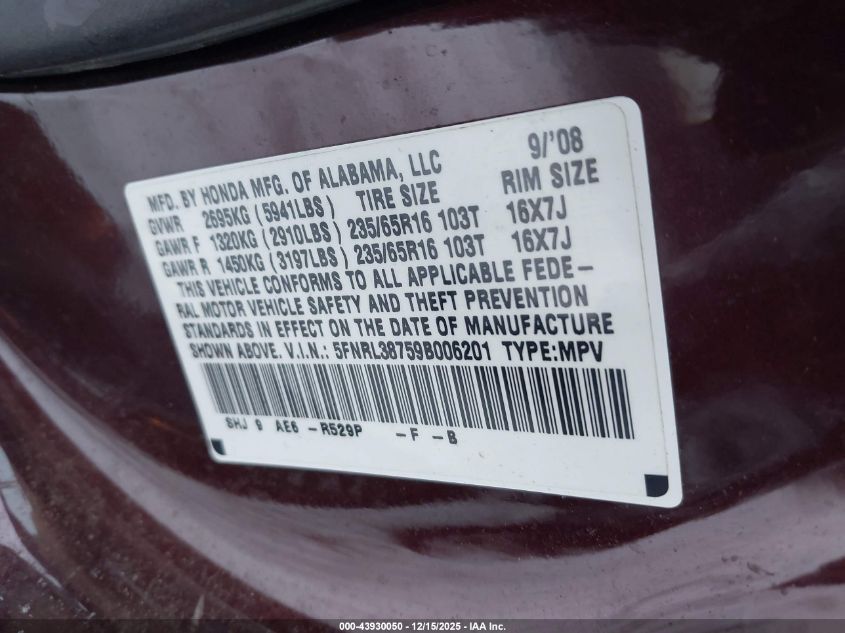 MFD. BY HONDA MFG. OF ALABAMA, LLC 9/'08
GVWR 2695KG (5941LBS) TIRE SIZE RIM SIZE
GAWR F 1320KG (2910LBS) 235/65R16 103T 16X7J
GAWR R 1450KG (3197LBS) 235/65R16 103T 16X7J
THIS VEHICLE CONFORMS TO ALL APPLICABLE FEDE-
RAL MOTOR VEHICLE SAFETY AND THEFT PREVENTION
STANDARDS IN EFFECT ON THE DATE OF MANUFACTURE
SHOWN ABOVE. V.I.N.: 5FNRL38759B006201 TYPE:MPV
SHJ 9 AE6 -R529P -F -B
000-43930050 - 12/15/2025 - IAA Inc.